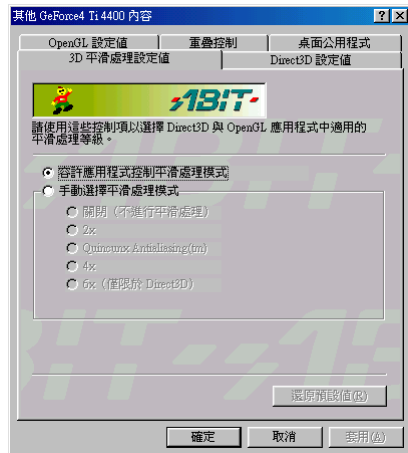 其他 GeForce4 Ti 4400 內容
OpenGL 設定值
重疊控制
桌面公用程式
3D 平滑處理設定值
Direct3D 設定值
ABIT
請使用這些控制項以選擇 Direct3D 與 OpenGL 應用程式中適用的
平滑處理等級。
容許應用程式控制平滑處理模式
手動選擇平滑處理模式
關閉（不進行平滑處理）
2x
Quincunx Antialiasing(tm)
4x
6x（僅限於 Direct3D）
還原預設值(R)
確定
取消
套用(A)